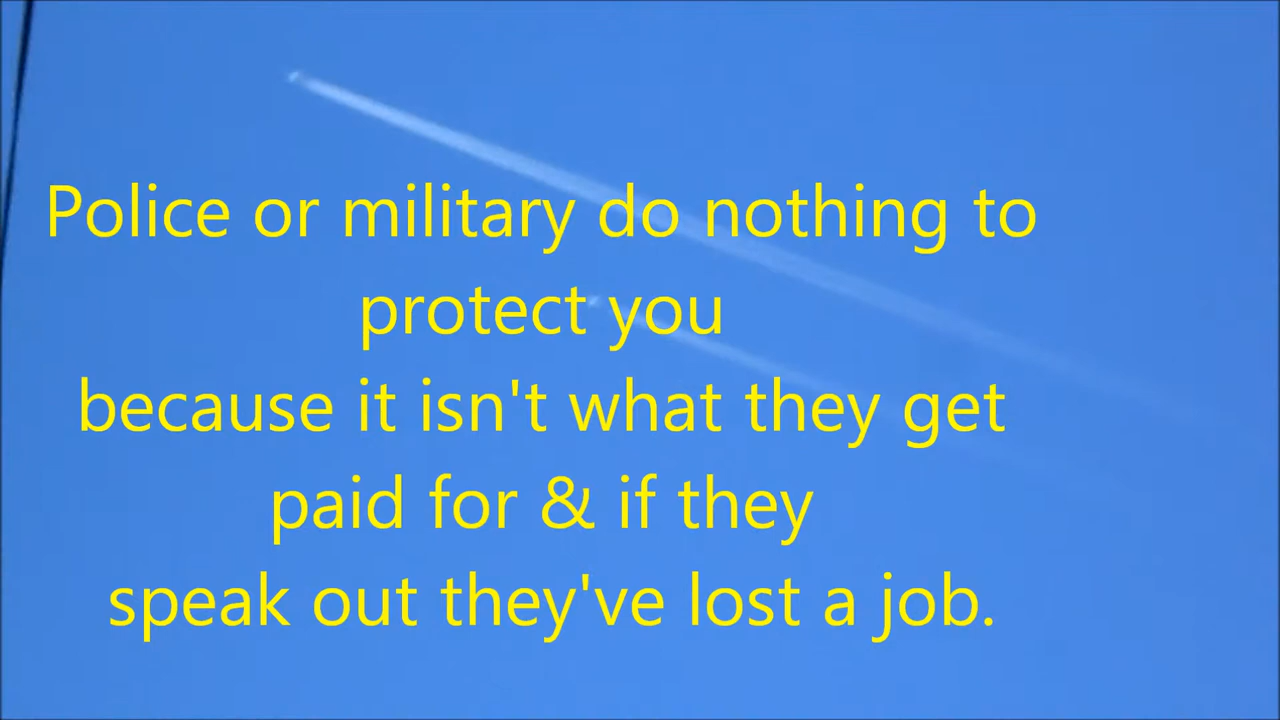 Police or military do nothing to
protect you
because it isn't what they get
paid for & if they
speak out they've lost a job.